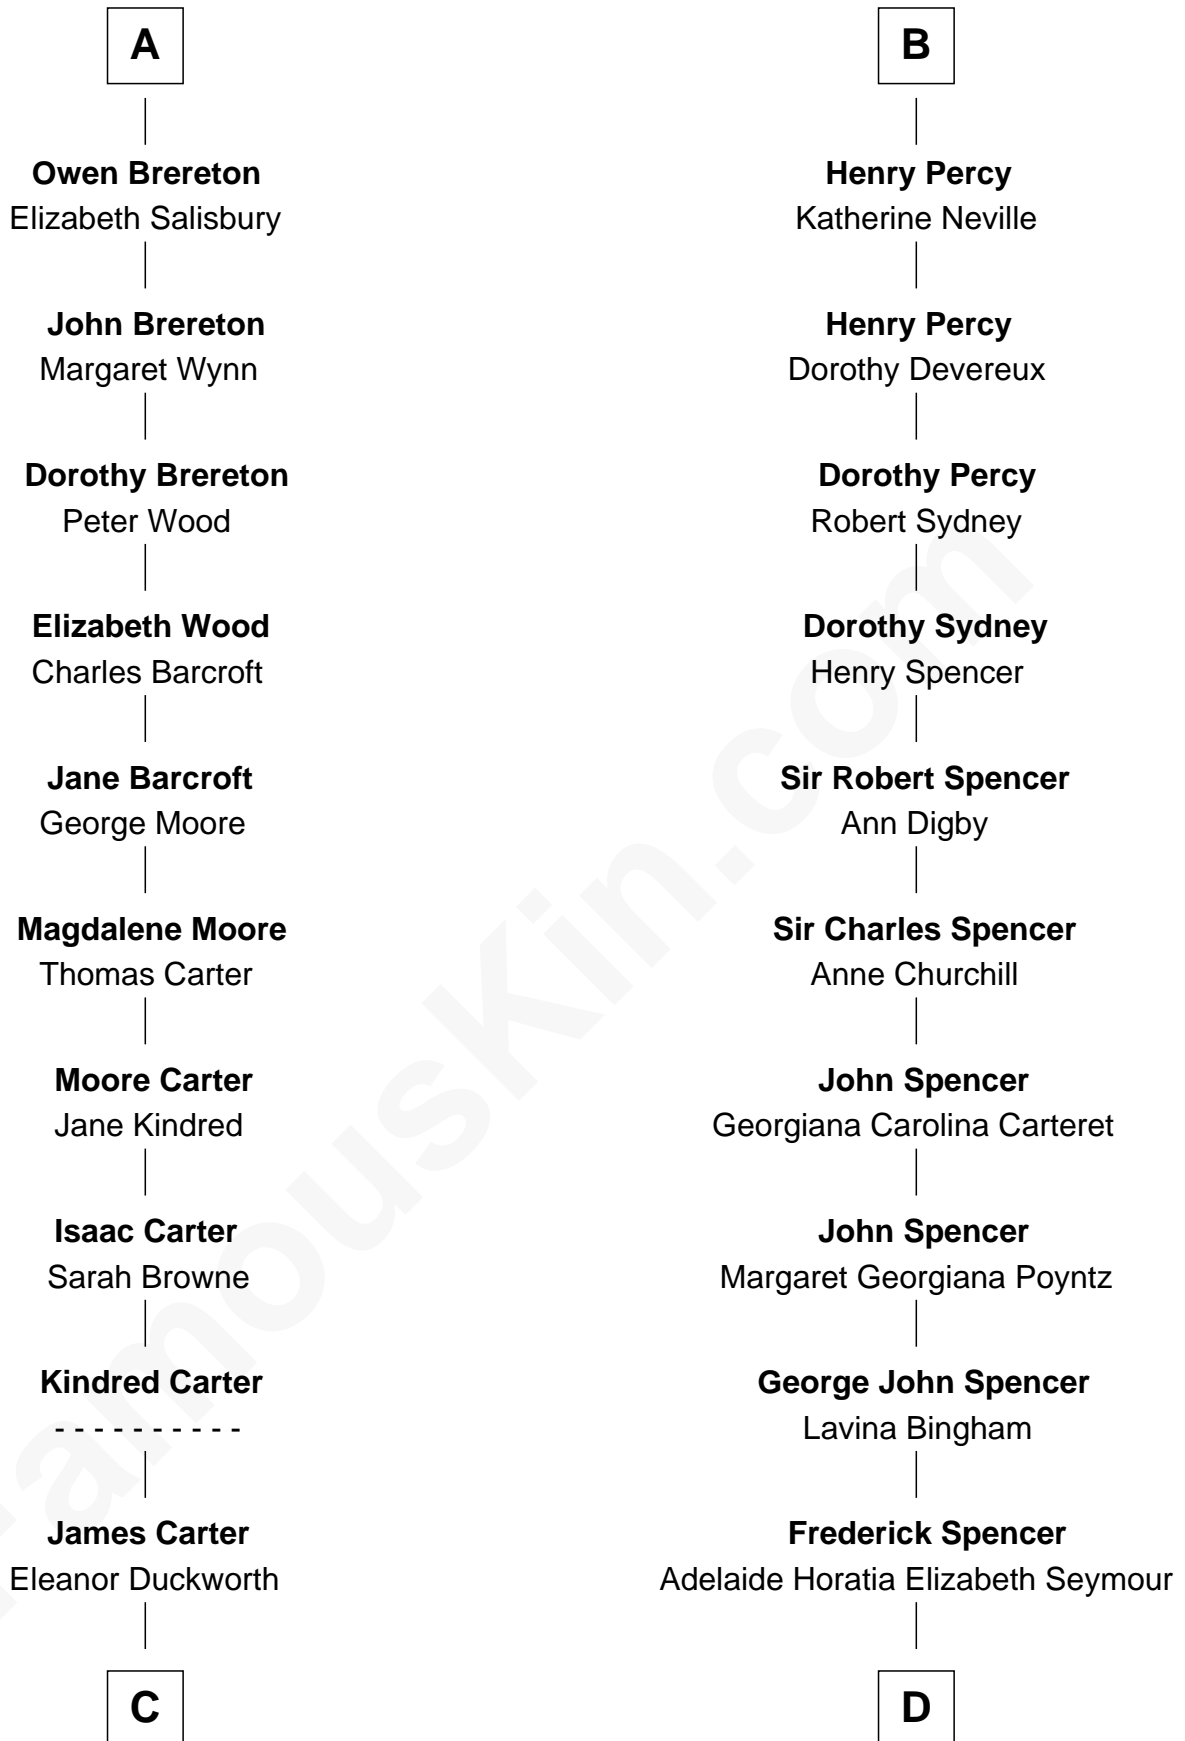 A
Owen Brereton
Elizabeth Salisbury
John Brereton
Margaret Wynn
Dorothy Brereton
Peter Wood
Elizabeth Wood
Charles Barcroft
Jane Barcroft
George Moore
Magdalene Moore
Thomas Carter
Moore Carter
Jane Kindred
Isaac Carter
Sarah Browne
Kindred Carter
- - - - - - - - - -
James Carter
Eleanor Duckworth
C
B
Henry Percy
Katherine Neville
Henry Percy
Dorothy Devereux
Dorothy Percy
Robert Sydney
Dorothy Sydney
Henry Spencer
Sir Robert Spencer
Ann Digby
Sir Charles Spencer
Anne Churchill
John Spencer
Georgiana Carolina Carteret
John Spencer
Margaret Georgiana Poyntz
George John Spencer
Lavina Bingham
Frederick Spencer
Adelaide Horatia Elizabeth Seymour
D
FamousKin.com